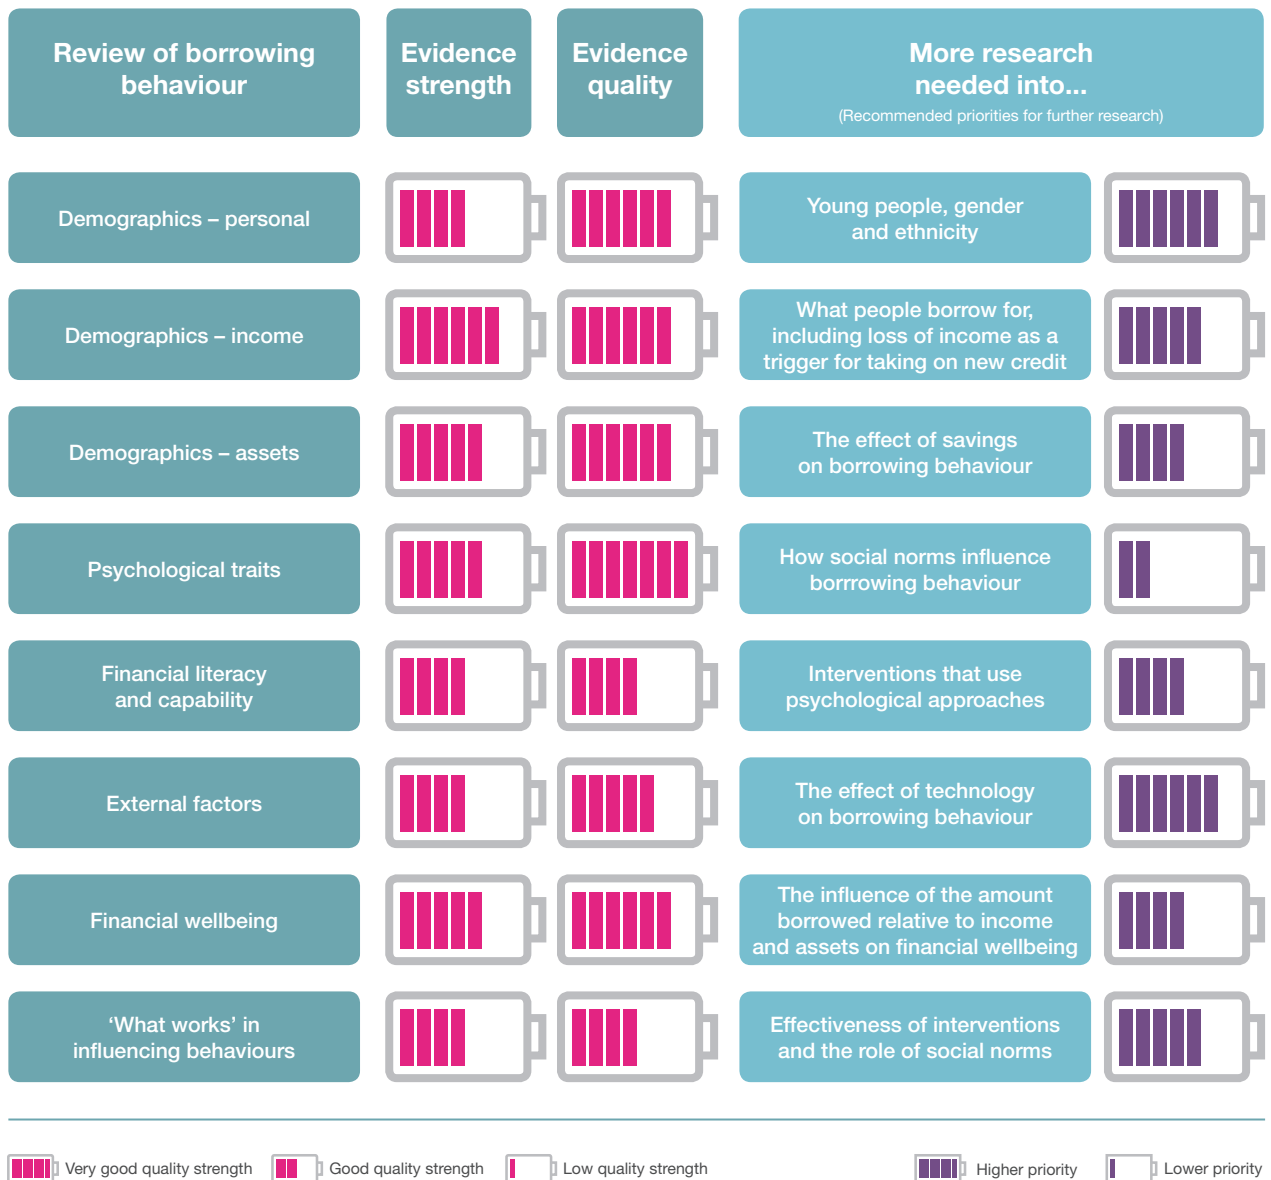 Review of borrowing
behaviour
Evidence
strength
Evidence
quality
More research
needed into...
(Recommended priorities for further research)
Demographics – personal
Young people, gender
and ethnicity
Demographics – income
What people borrow for,
including loss of income as a
trigger for taking on new credit
Demographics – assets
The effect of savings
on borrowing behaviour
Psychological traits
How social norms influence
borrrowing behaviour
Financial literacy
and capability
Interventions that use
psychological approaches
External factors
The effect of technology
on borrowing behaviour
Financial wellbeing
The influence of the amount
borrowed relative to income
and assets on financial wellbeing
‘What works’ in
influencing behaviours
Effectiveness of interventions
and the role of social norms
Very good quality strength
Good quality strength
Low quality strength
Higher priority
Lower priority